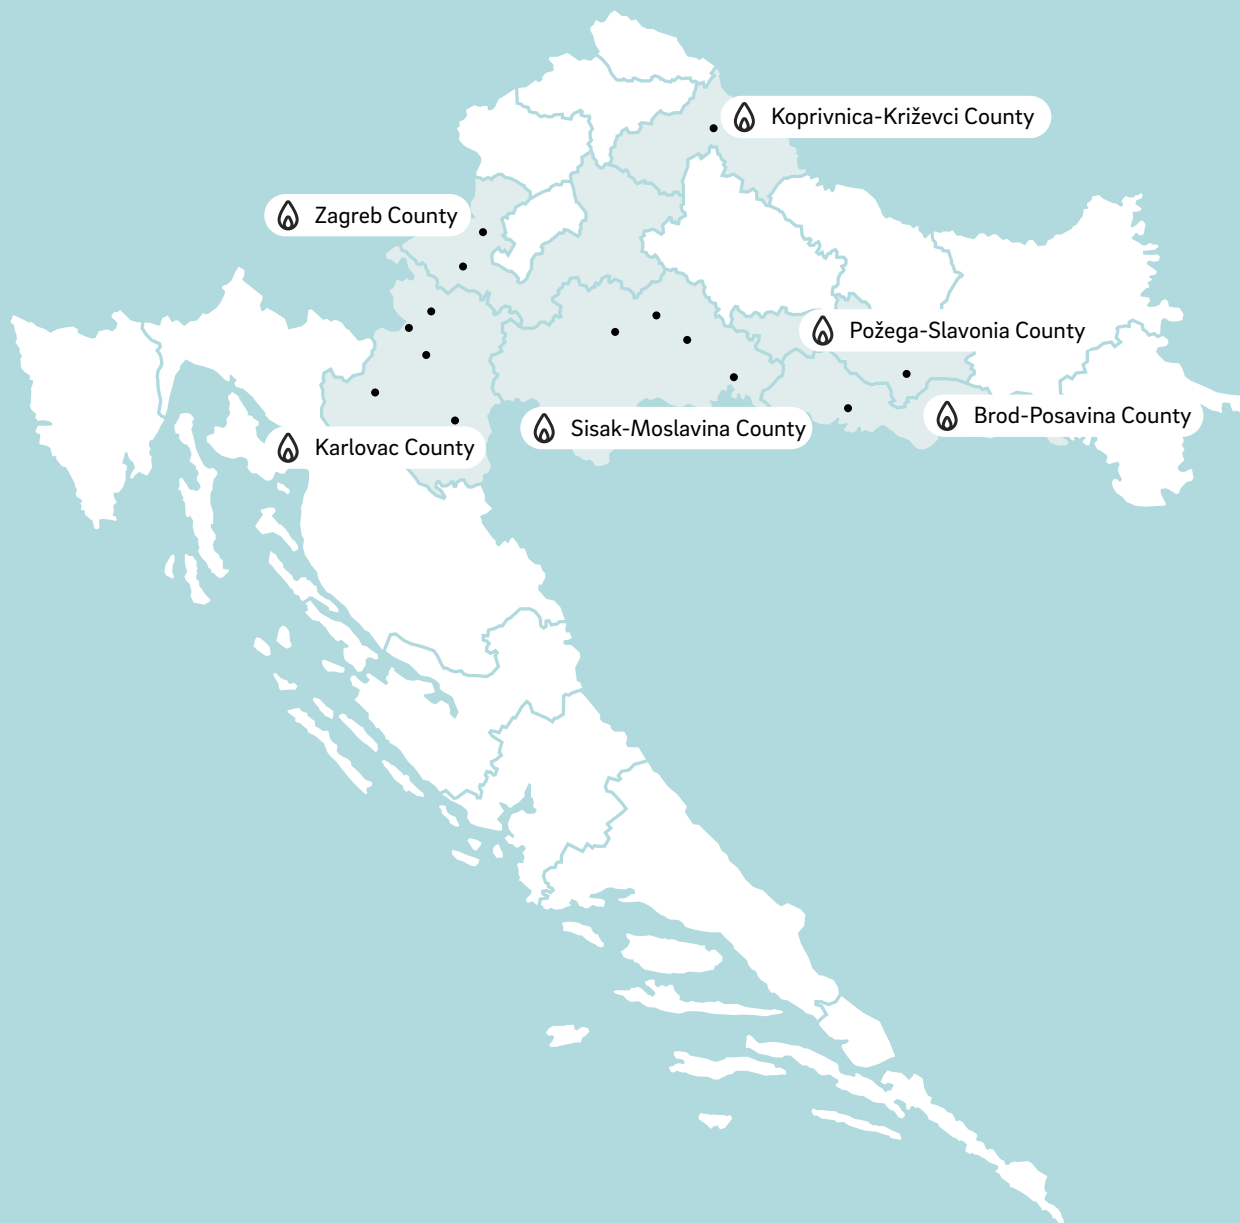 Koprivnica-Križevci County
Zagreb County
Požega-Slavonia County
Brod-Posavina County
Sisak-Moslavina County
Karlovac County